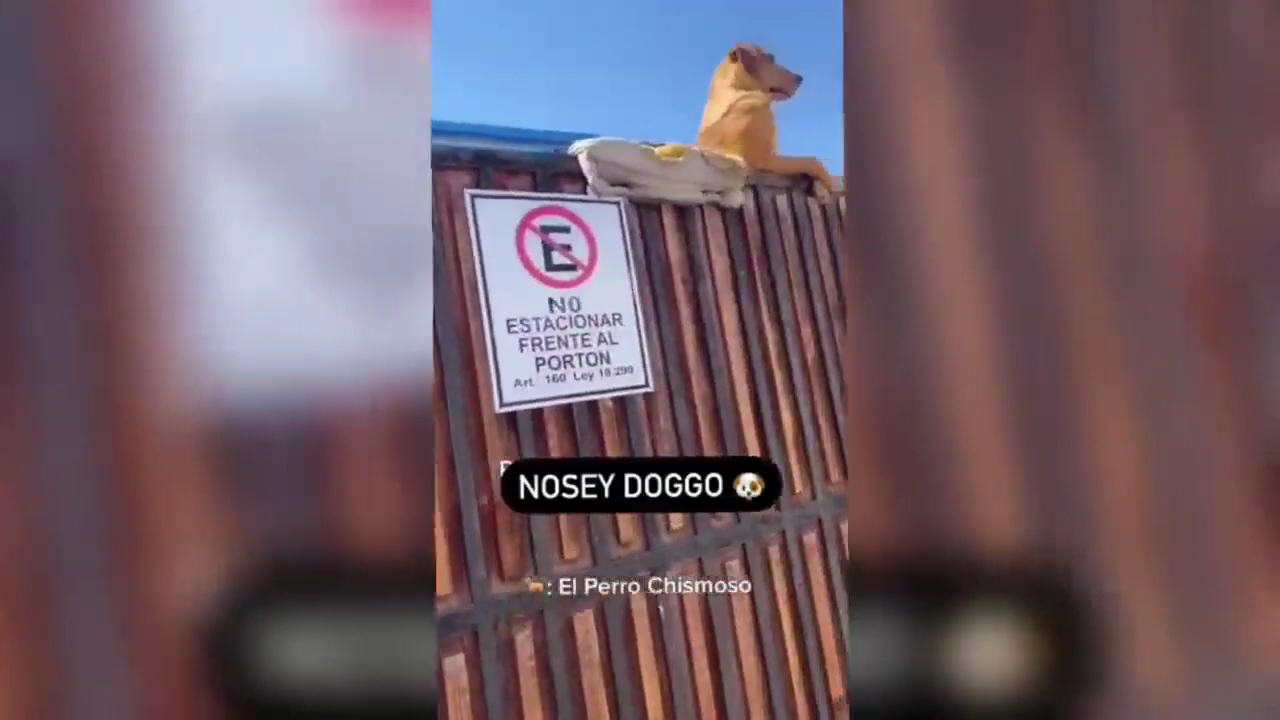 E
NO
ESTACIONAR
FRENTE AL
PORTON
Art. 160 Ley 18.290
NOSEY DOGGO
: El Perro Chismoso